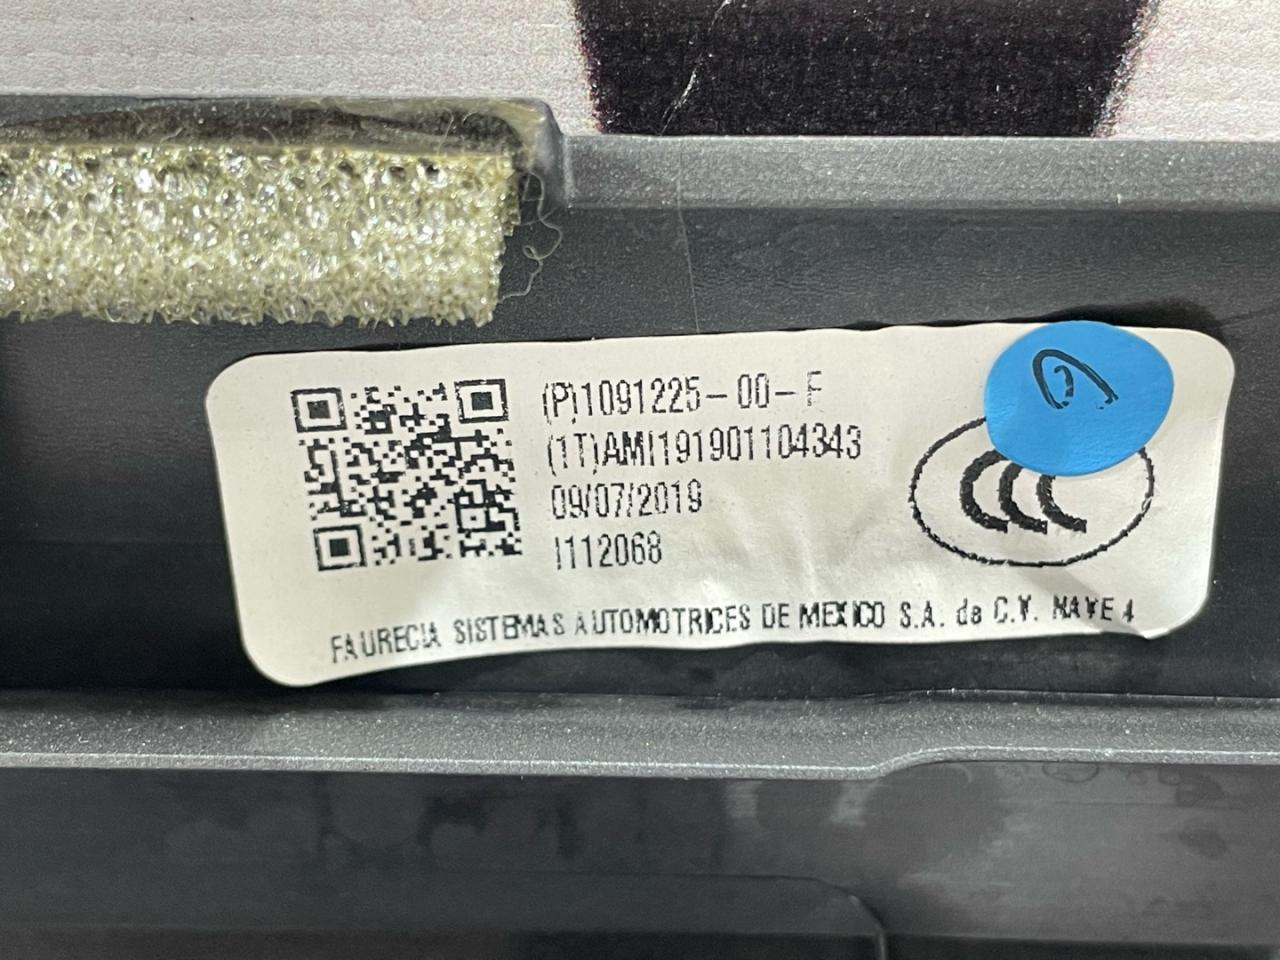 (P)1091225-00-F
(1T)AMI191901104343
09/07/2019
I112068
FAURECIA SISTEMAS AUTOMOTRICES DE MEXICO S.A. de C.V. NAVE 4